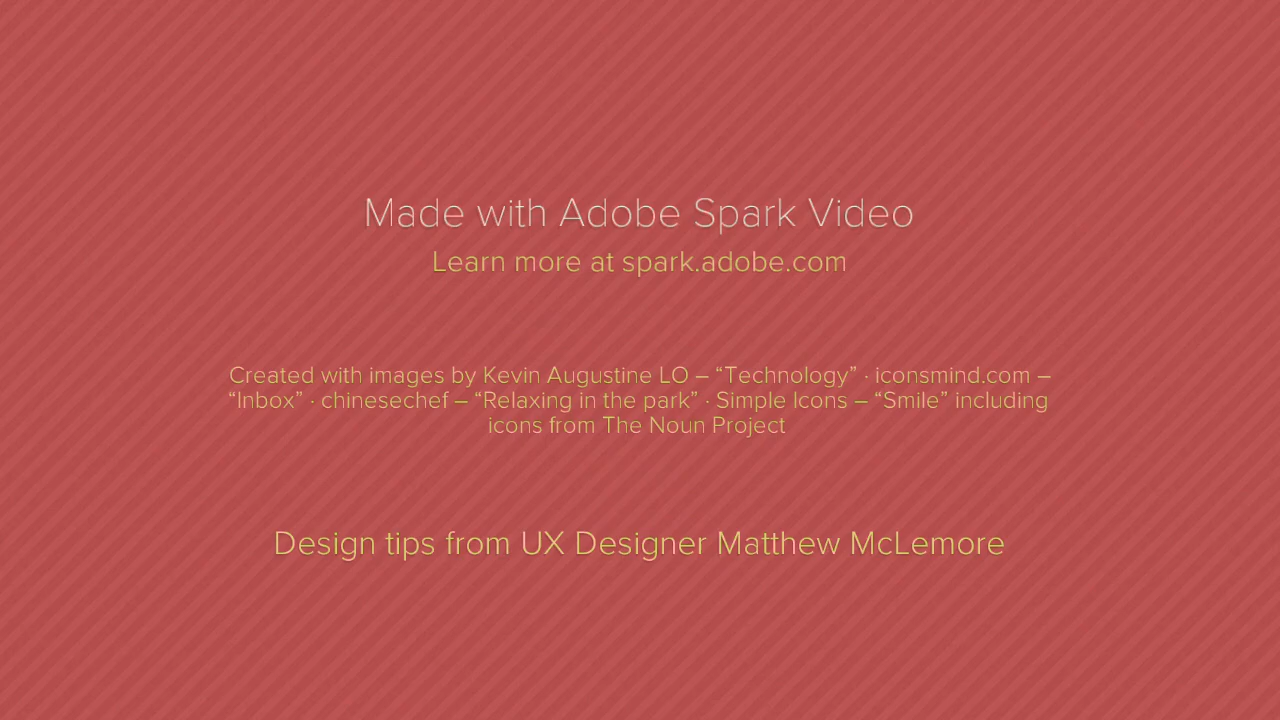 Made with Adobe Spark Video
Learn more at spark.adobe.com
Created with images by Kevin Augustine LO – “Technology” · iconsmind.com –
“Inbox” · chinesechef – “Relaxing in the park” · Simple Icons – “Smile” including
icons from The Noun Project
Design tips from UX Designer Matthew McLemore